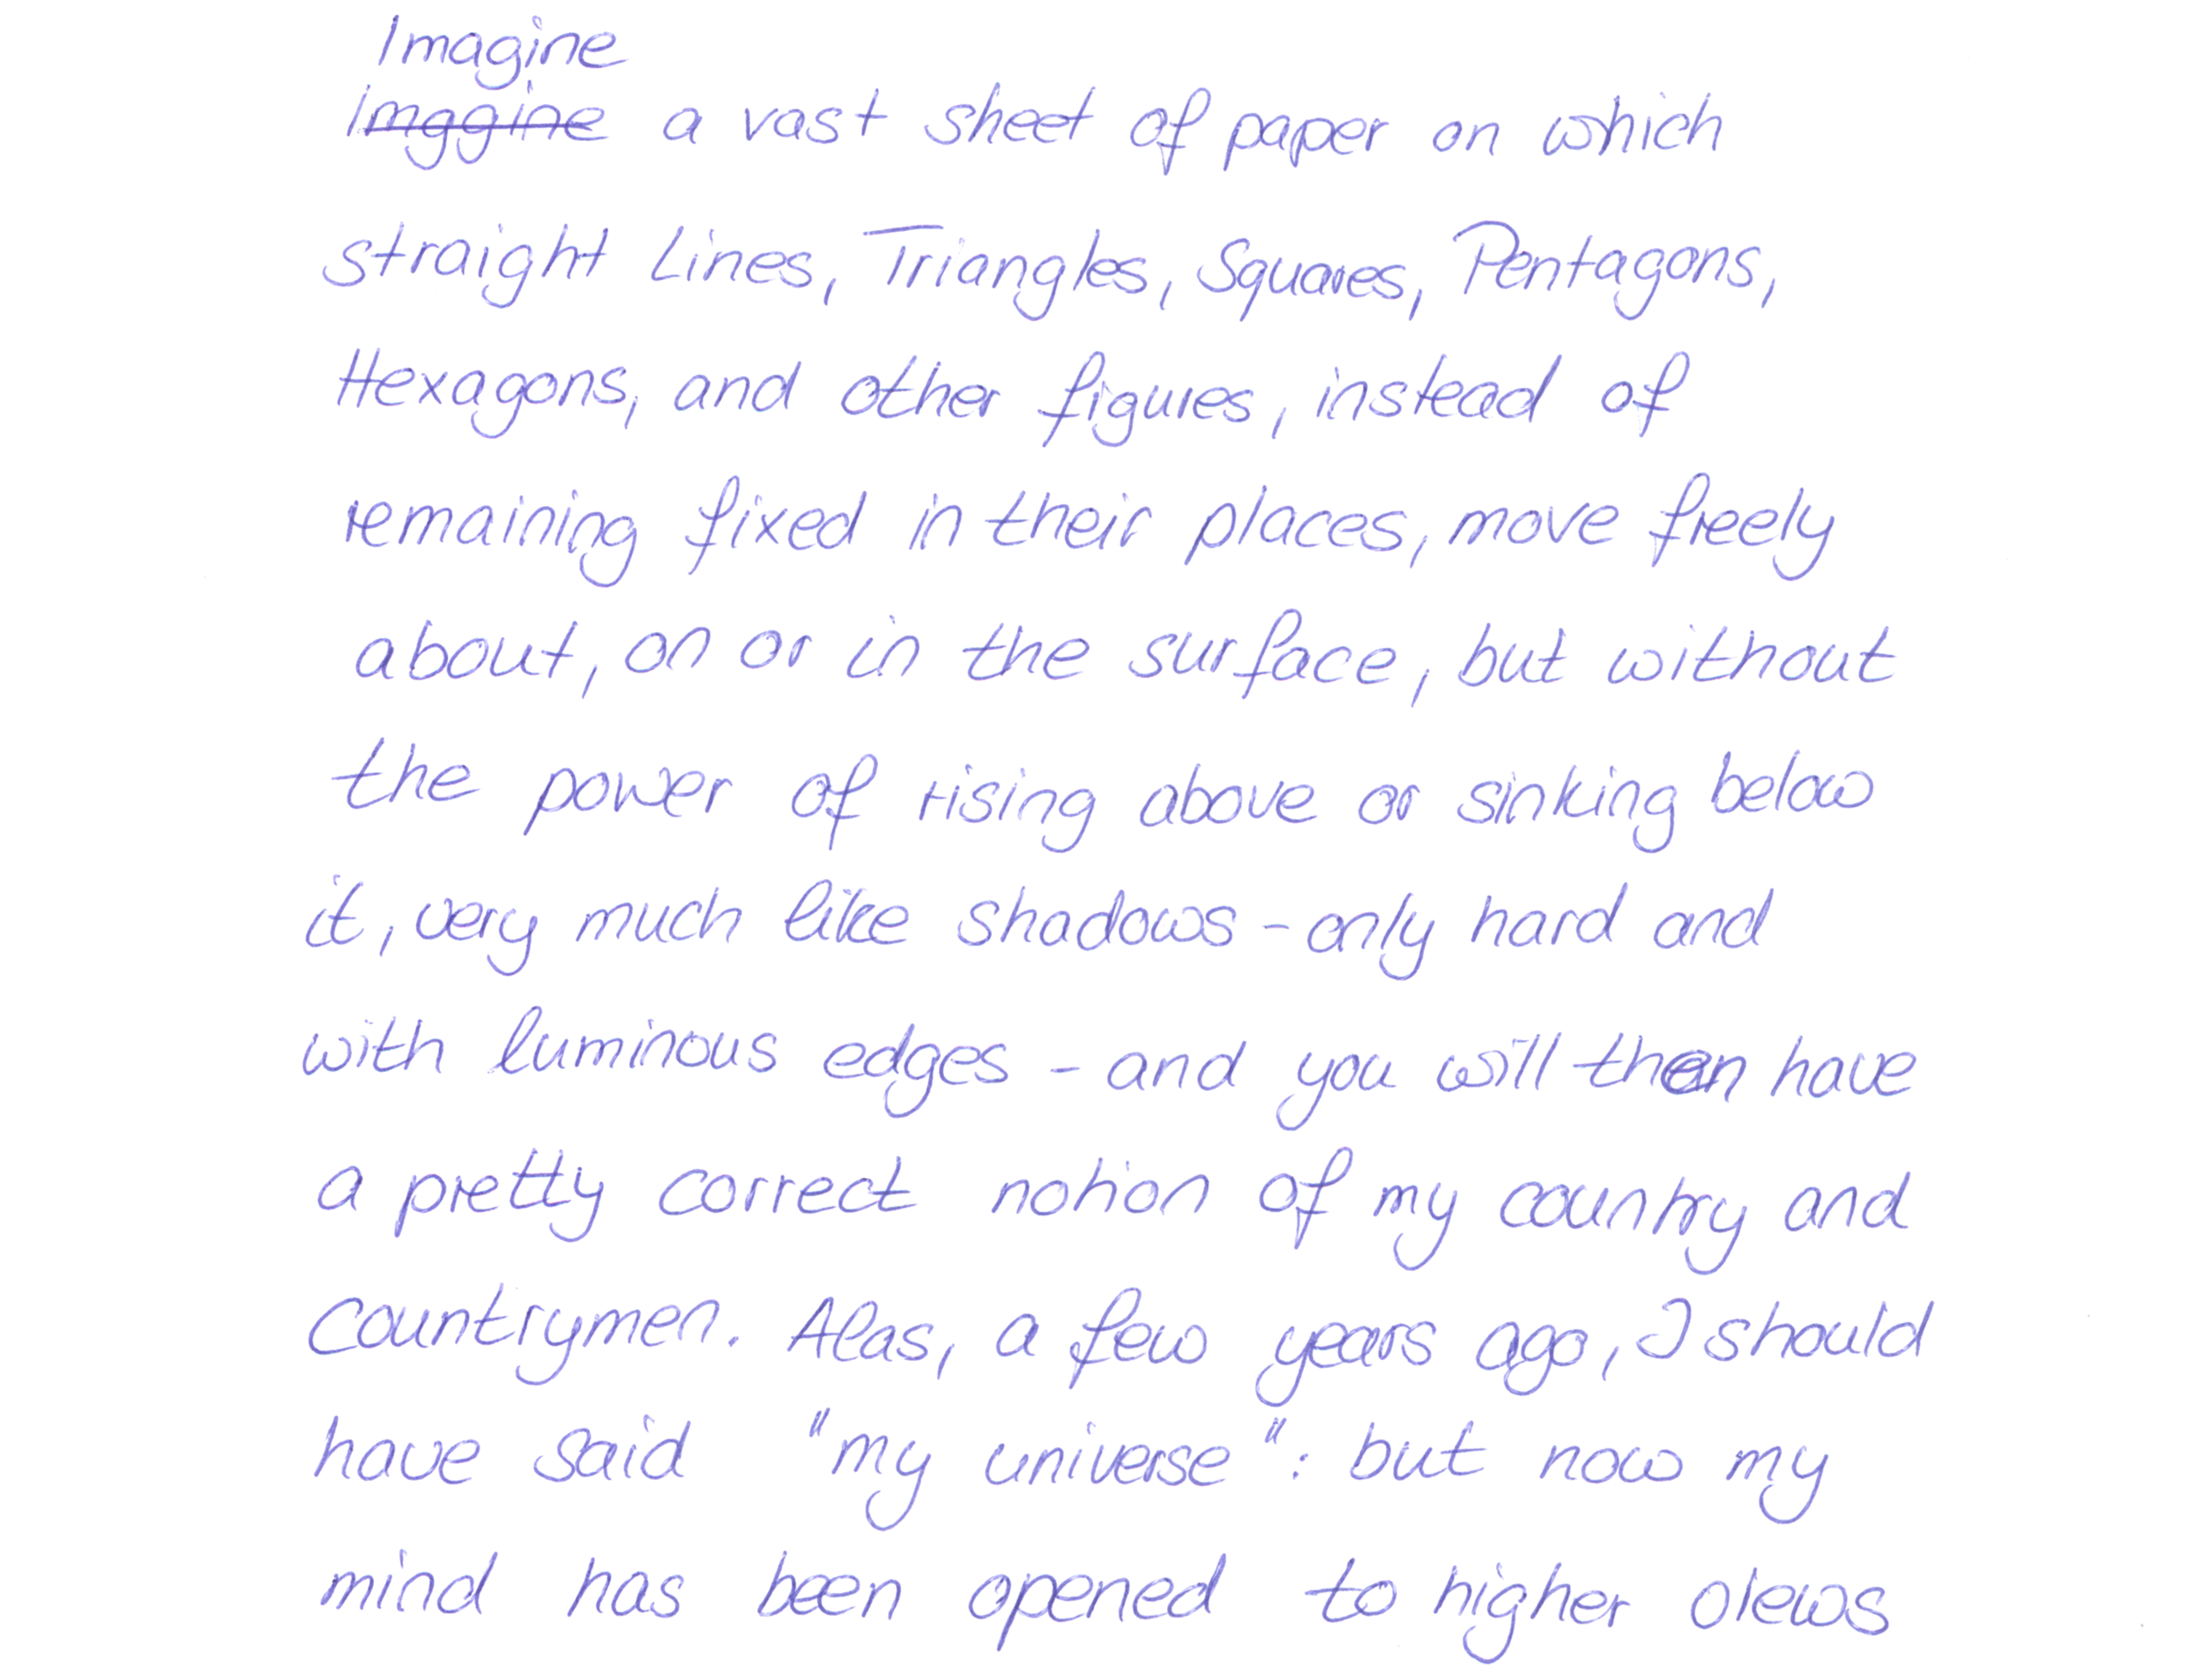 Imagine
imagine a vast sheet of paper on which
straight Lines, Triangles, Squares, Pentagons,
Hexagons, and other figures, instead of
remaining fixed in their places, move freely
about, on or in the surface, but without
the power of rising above or sinking below
it, very much like shadows - only hard and
with luminous edges - and you will then have
a pretty correct notion of my country and
countrymen. Alas, a few years ago, I should
have said "my universe": but now my
mind has been opened to higher